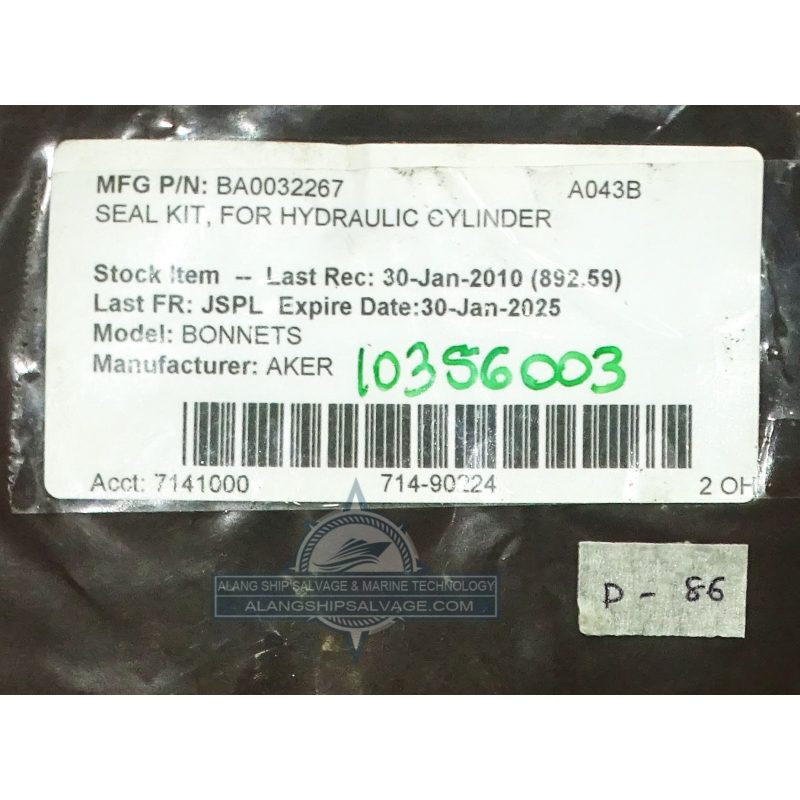 MFG P/N: BA0032267 A043B
SEAL KIT, FOR HYDRAULIC CYLINDER
Stock Item -- Last Rec: 30-Jan-2010 (892.59)
Last FR: JSPL Expire Date:30-Jan-2025
Model: BONNETS
Manufacturer: AKER 10356003
Acct: 7141000 714-90224 2 OH
ALANG SHIP SALVAGE & MARINE TECHNOLOGY
ALANGSHIPSALVAGE.COM
D - 86